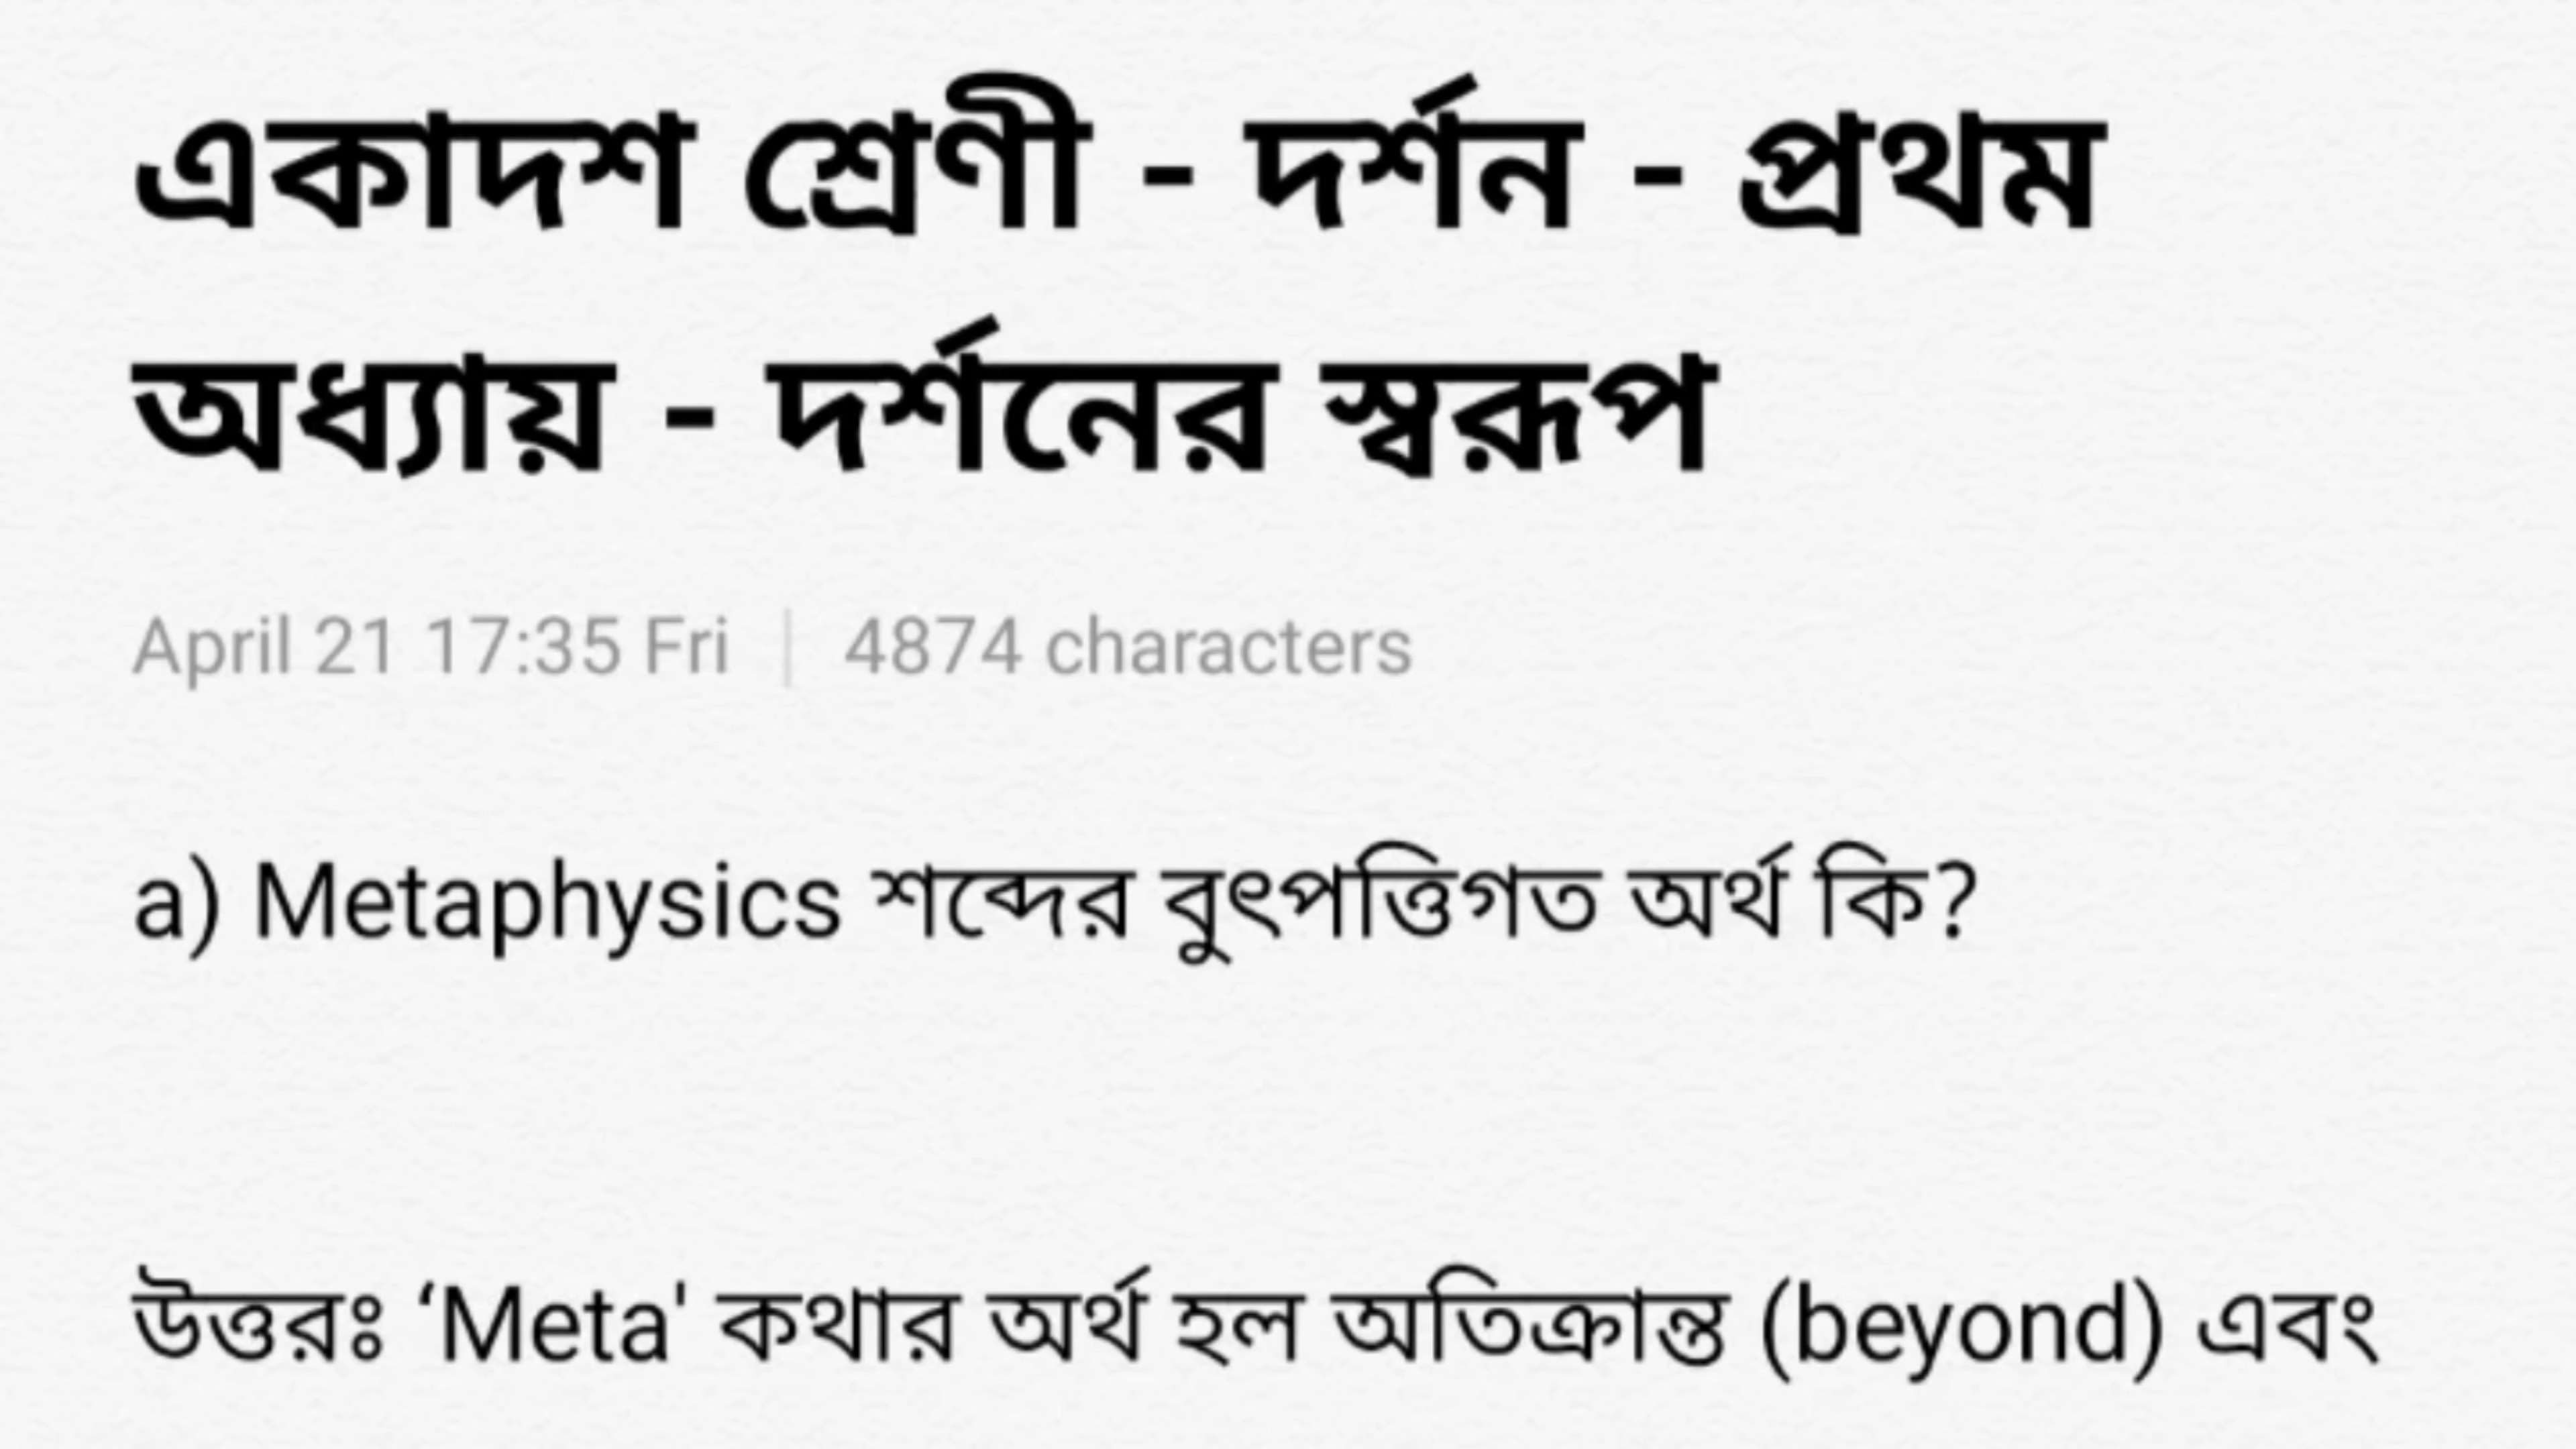 একাদশ শ্রেণী - দর্শন - প্রথম
অধ্যায় - দর্শনের স্বরূপ
April 21 17:35 Fri | 4874 characters
a) Metaphysics শব্দের বুৎপত্তিগত অর্থ কি?
উত্তরঃ ‘Meta' কথার অর্থ হল অতিক্রান্ত (beyond) এবং